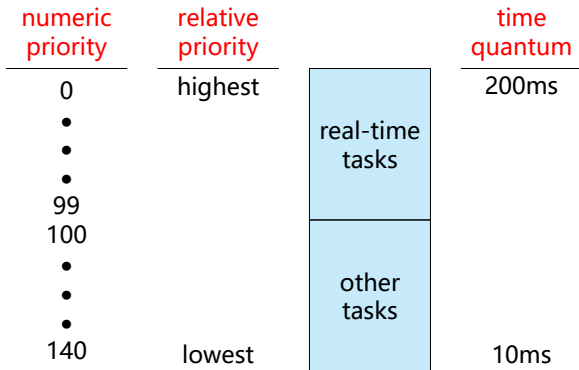 numeric priority
relative priority
time quantum
0
highest
200ms
•
•
•
real-time
tasks
99
100
•
•
•
other
tasks
140
lowest
10ms